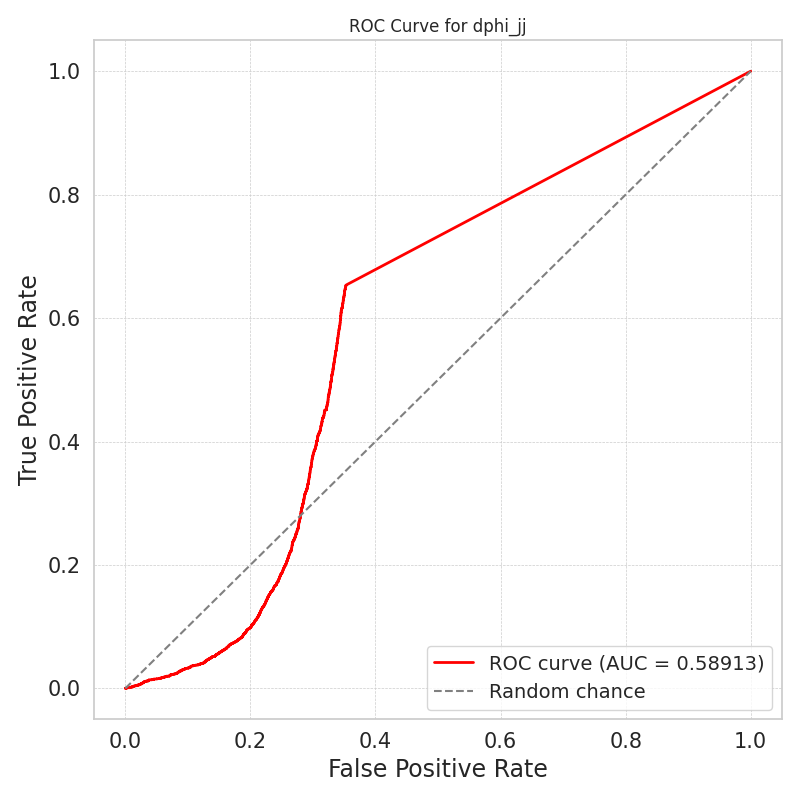 ROC Curve for dphi_jj
True Positive Rate
1.0
0.8
0.6
0.4
0.2
0.0
ROC curve (AUC = 0.58913)
Random chance
0.0 0.2 0.4 0.6 0.8 1.0
False Positive Rate